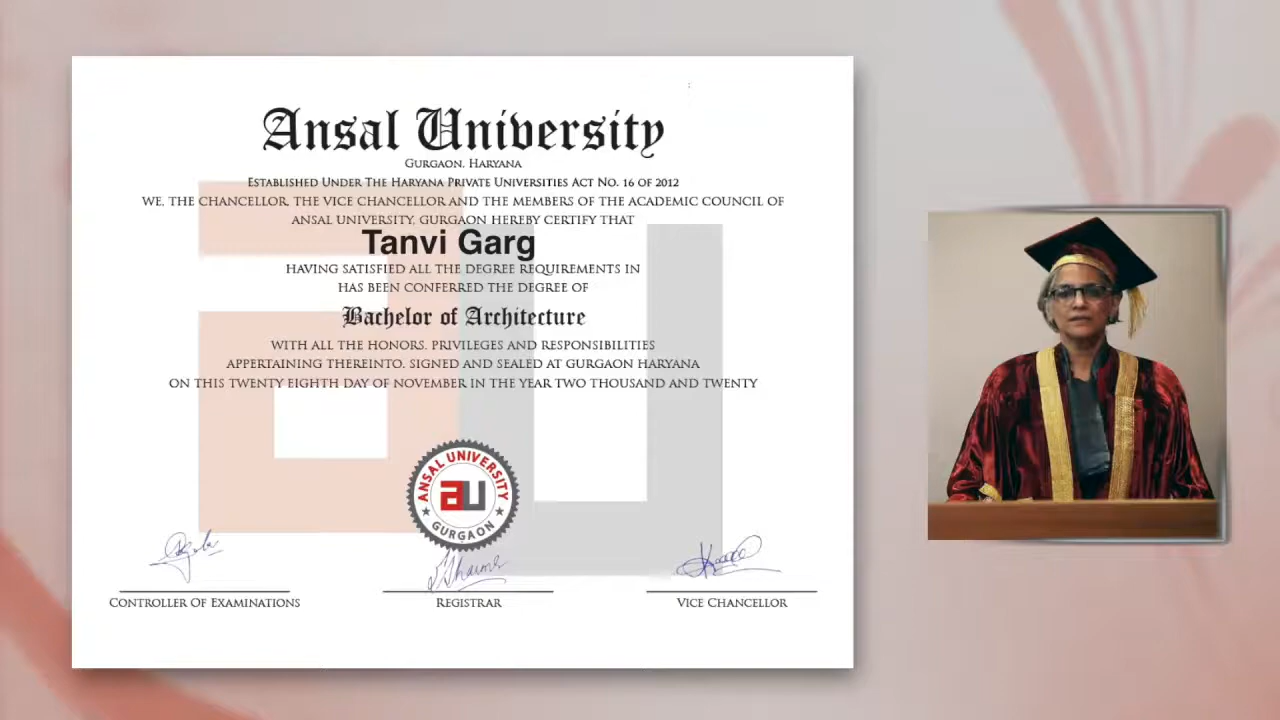 Ansal University
GURGAON, HARYANA
ESTABLISHED UNDER THE HARYANA PRIVATE UNIVERSITIES ACT NO. 16 OF 2012
WE, THE CHANCELLOR, THE VICE CHANCELLOR AND THE MEMBERS OF THE ACADEMIC COUNCIL OF
ANSAL UNIVERSITY, GURGAON HEREBY CERTIFY THAT
Tanvi Garg
HAVING SATISFIED ALL THE DEGREE REQUIREMENTS IN
HAS BEEN CONFERRED THE DEGREE OF
Bachelor of Architecture
WITH ALL THE HONORS, PRIVILEGES AND RESPONSIBILITIES
APPERTAINING THEREINTO. SIGNED AND SEALED AT GURGAON HARYANA
ON THIS TWENTY EIGHTH DAY OF NOVEMBER IN THE YEAR TWO THOUSAND AND TWENTY
ANSAL UNIVERSITY
au
GURGAON
CONTROLLER OF EXAMINATIONS
REGISTRAR
VICE CHANCELLOR